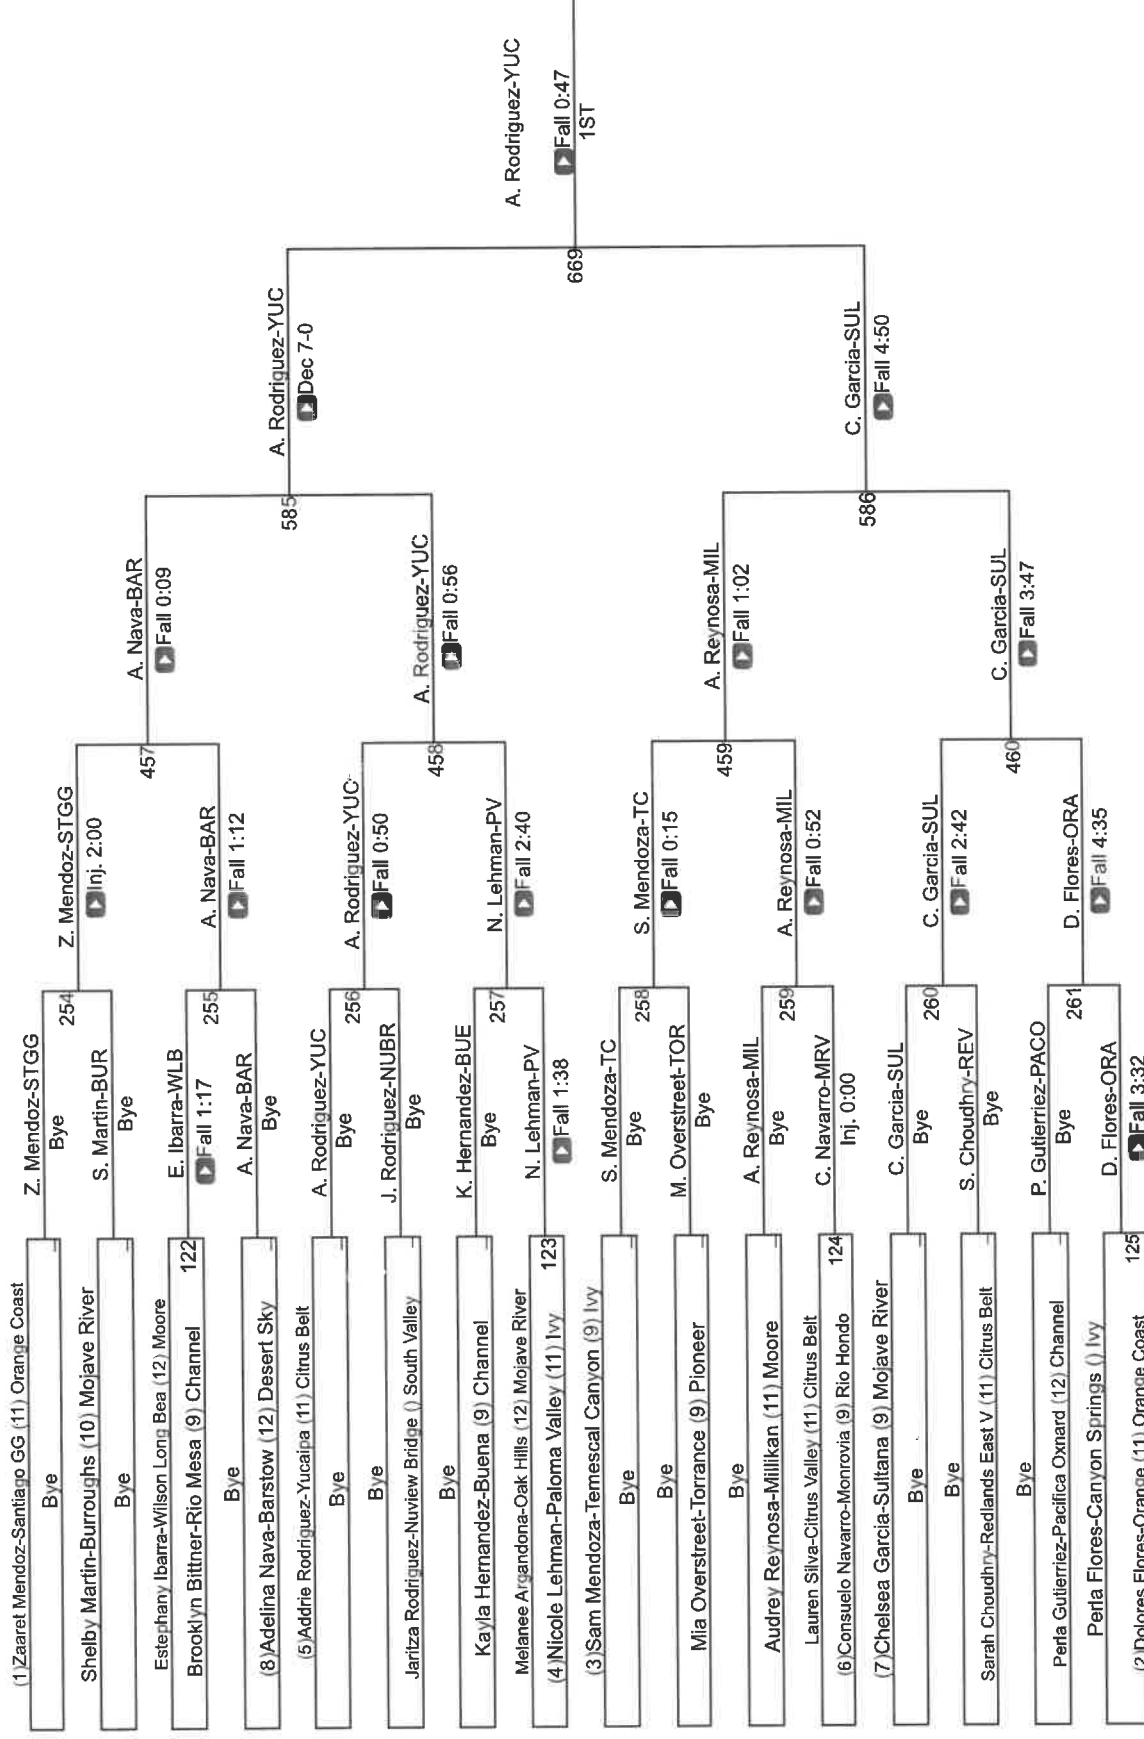 (1)Zaaret Mendoz-Santiago GG (11) Orange Coast
Bye
Shelby Martin-Burroughs (10) Mojave River
Bye
Estephany Ibarra-Wilson Long Bea (12) Moore
Brooklyn Bittner-Rio Mesa (9) Channel
122
Bye
(8)Adelina Nava-Barstow (12) Desert Sky
(5)Addrie Rodriguez-Yucaipa (11) Citrus Belt
Bye
Bye
Jaritza Rodriguez-Nuview Bridge () South Valley
Bye
Kayla Hernandez-Buena (9) Channel
Melanee Argandona-Oak Hills (12) Mojave River
(4)Nicole Lehman-Paloma Valley (11) Ivy
123
(3)Sam Mendoza-Temescal Canyon (9) Ivy
Bye
Bye
Mia Overstreet-Torrance (9) Pioneer
Bye
Audrey Reynosa-Millikan (11) Moore
Lauren Silva-Citrus Valley (11) Citrus Belt
(6)Consuelo Navarro-Monrovia (9) Rio Hondo
124
(7)Chelsea Garcia-Sultana (9) Mojave River
Bye
Bye
Sarah Choudhry-Redlands East V (11) Citrus Belt
Bye
Perla Gutierriez-Pacifica Oxnard (12) Channel
Perla Flores-Canyon Springs () Ivy
(2)Dolores Flores-Orange (11) Orange Coast
125
Z. Mendoz-STGG
Bye
254
S. Martin-BUR
Bye
E. Ibarra-WLB
Fall 1:17
255
A. Nava-BAR
Bye
A. Rodriguez-YUC
Bye
256
J. Rodriguez-NUBR
Bye
K. Hernandez-BUE
Bye
257
N. Lehman-PV
Fall 1:38
S. Mendoza-TC
Bye
258
M. Overstreet-TOR
Bye
A. Reynosa-MIL
Bye
259
C. Navarro-MRV
Inj. 0:00
C. Garcia-SUL
Bye
260
S. Choudhry-REV
Bye
P. Gutierriez-PACO
Bye
261
D. Flores-ORA
Fall 3:32
Z. Mendoz-STGG
Inj. 2:00
457
A. Nava-BAR
Fall 1:12
A. Rodriguez-YUC
Fall 0:50
458
N. Lehman-PV
Fall 2:40
S. Mendoza-TC
Fall 0:15
459
A. Reynosa-MIL
Fall 0:52
C. Garcia-SUL
Fall 2:42
460
D. Flores-ORA
Fall 4:35
A. Nava-BAR
Fall 0:09
585
A. Rodriguez-YUC
Fall 0:56
A. Reynosa-MIL
Fall 1:02
586
C. Garcia-SUL
Fall 3:47
A. Rodriguez-YUC
Dec 7-0
669
C. Garcia-SUL
Fall 4:50
A. Rodriguez-YUC
Fall 0:47
1ST